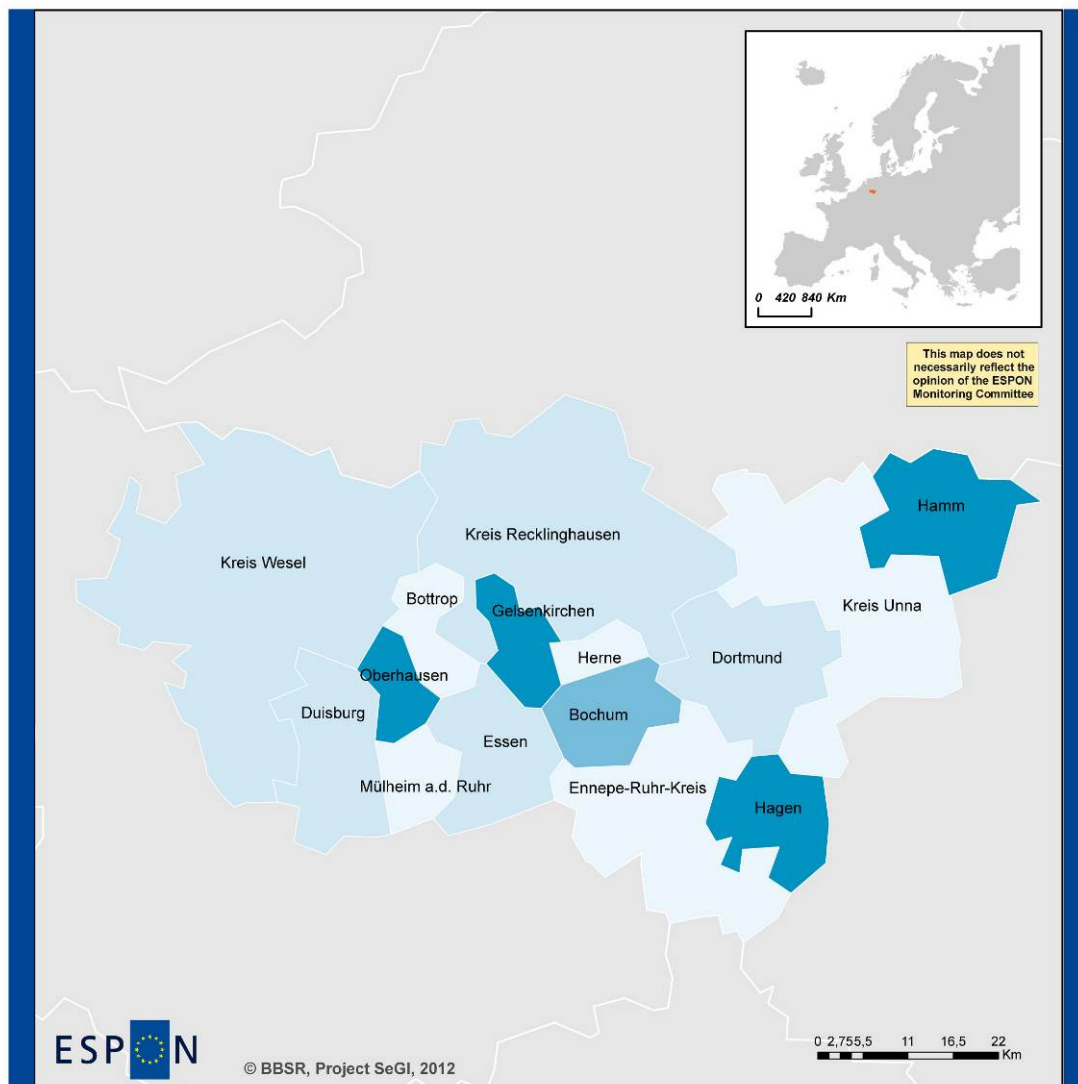 0 420 840 Km
This map does not
necessarily reflect the
opinion of the ESPON
Monitoring Committee
Hamm
Kreis Recklinghausen
Kreis Wesel
Bottrop
Gelsenkirchen
Kreis Unna
Herne
Dortmund
Oberhausen
Duisburg
Bochum
Essen
Mülheim a.d. Ruhr
Ennepe-Ruhr-Kreis
Hagen
ESPON
© BBSR, Project SeGI, 2012
0 2,755,5 11 16,5 22
Km